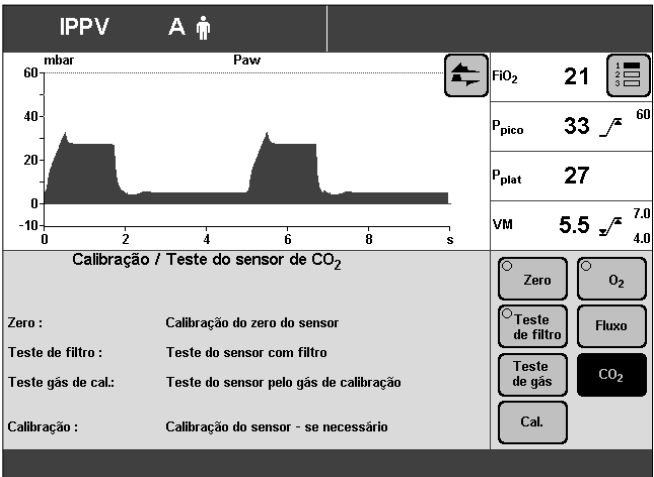 IPPV A
mbar Paw
60
40
20
0
-10
0 2 4 6 8 s
FiO2 21 1 2 3
Ppico 33 60
Pplat 27
VM 5.5 7.0 4.0
Calibração / Teste do sensor de CO2
Zero : Calibração do zero do sensor
Teste de filtro : Teste do sensor com filtro
Teste gás de cal.: Teste do sensor pelo gás de calibração
Calibração : Calibração do sensor - se necessário
Zero O2
Teste de filtro Fluxo
Teste de gás CO2
Cal.